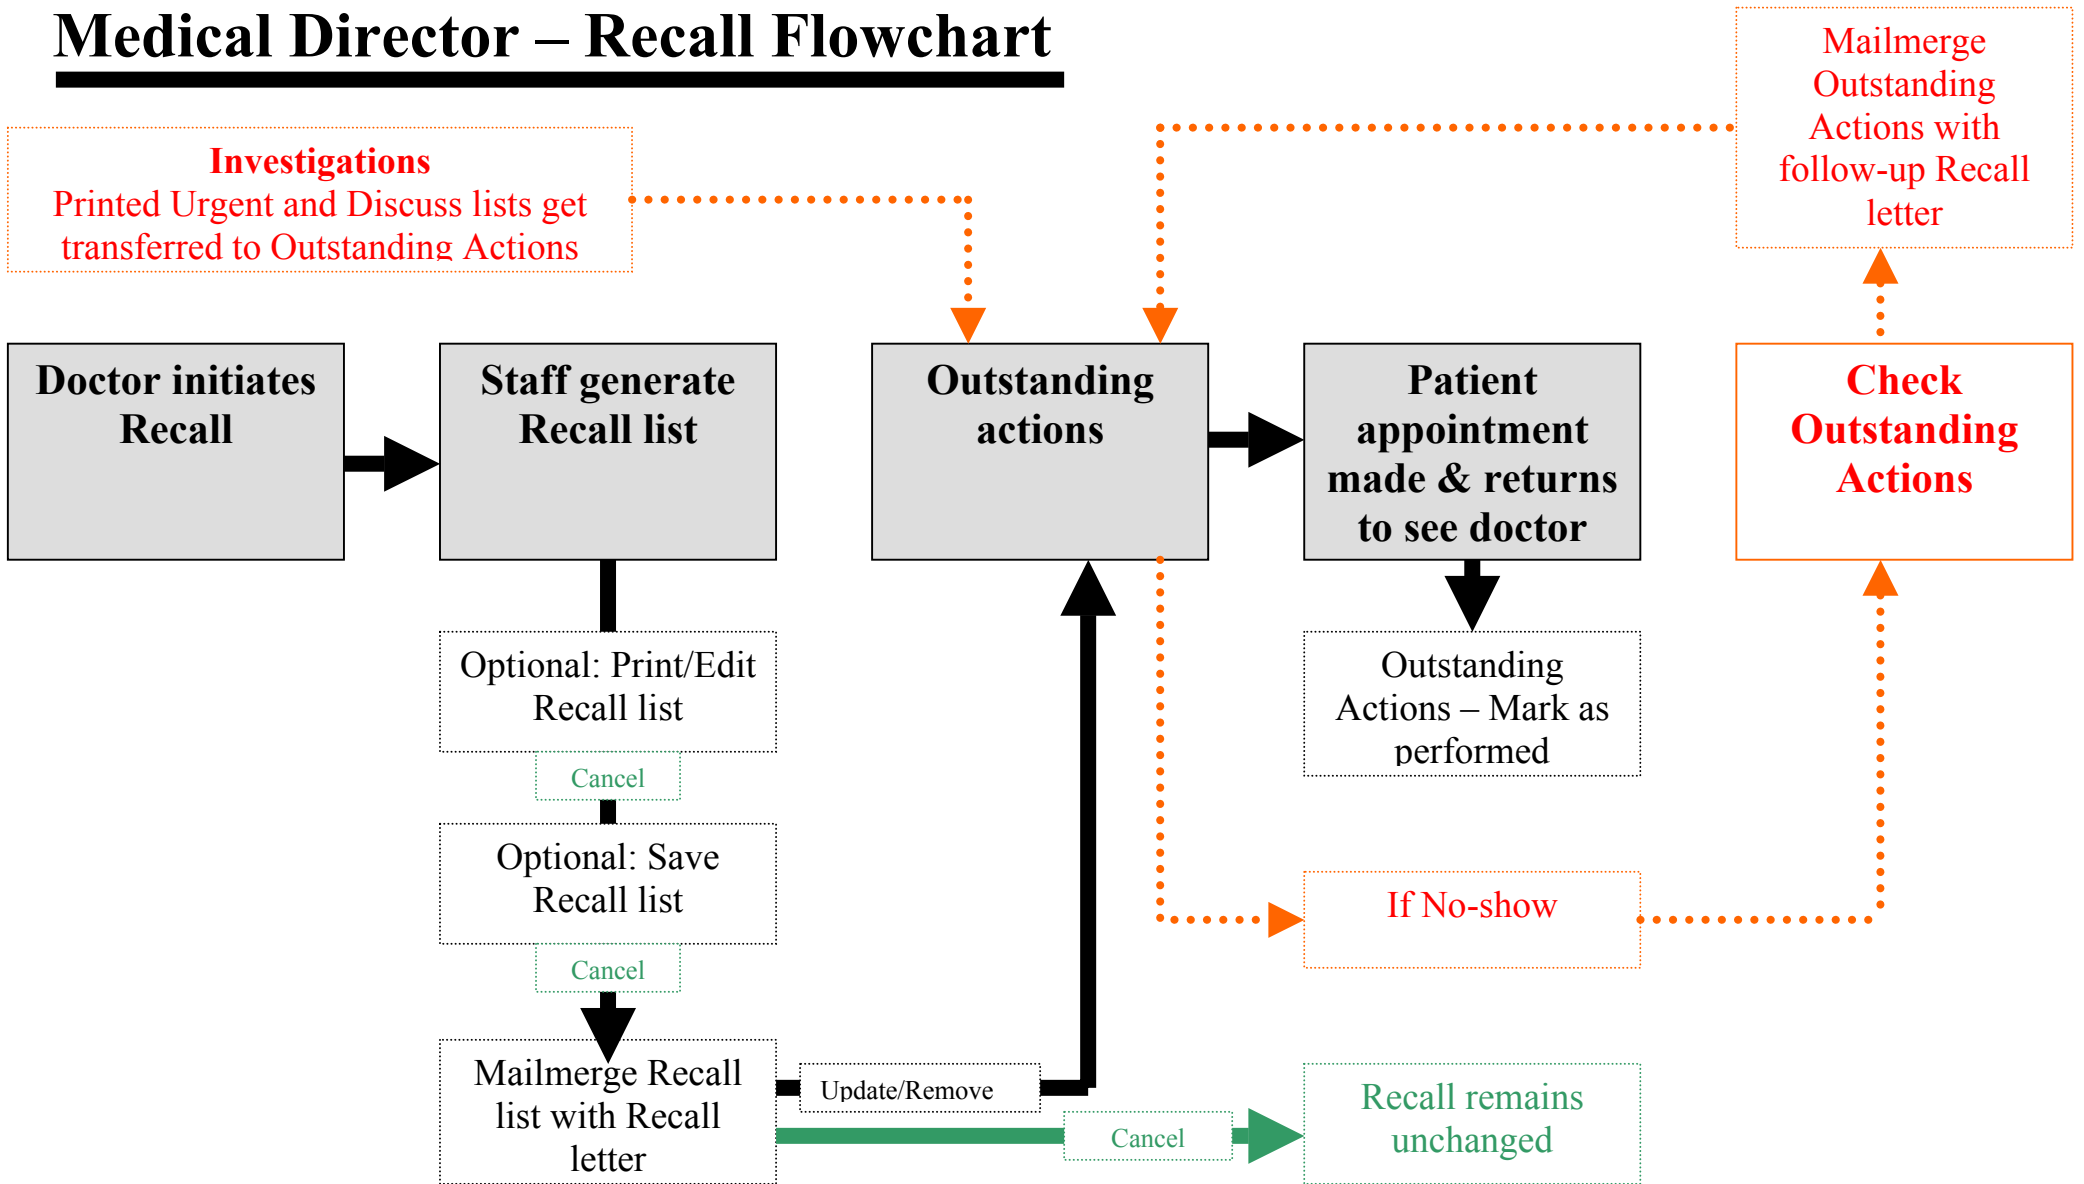 Medical Director – Recall Flowchart
Mailmerge
Outstanding
Actions with
follow-up Recall
letter
Investigations
Printed Urgent and Discuss lists get
transferred to Outstanding Actions
Doctor initiates
Recall
Staff generate
Recall list
Outstanding
actions
Patient
appointment
made & returns
to see doctor
Check
Outstanding
Actions
Optional: Print/Edit
Recall list
Cancel
Outstanding
Actions – Mark as
performed
Optional: Save
Recall list
Cancel
If No-show
Mailmerge Recall
list with Recall
letter
Update/Remove
Cancel
Recall remains
unchanged